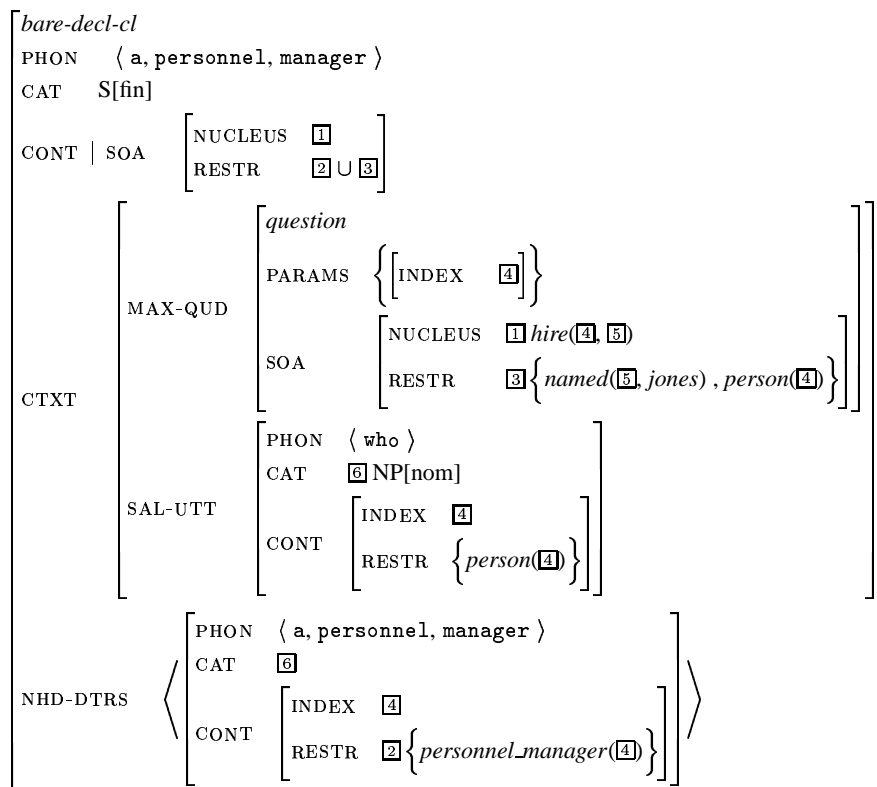 bare-decl-cl
PHON ⟨ a, personnel, manager ⟩
CAT S[fin]
CONT | SOA
NUCLEUS 1
RESTR 2 ∪ 3
CTXT
MAX-QUD
question
PARAMS { [ INDEX 4 ] }
SOA
NUCLEUS 1 hire(4, 5)
RESTR 3 { named(5, jones) , person(4) }
SAL-UTT
PHON ⟨ who ⟩
CAT 6 NP[nom]
CONT
INDEX 4
RESTR { person(4) }
NHD-DTRS
PHON ⟨ a, personnel, manager ⟩
CAT 6
CONT
INDEX 4
RESTR 2 { personnel_manager(4) }